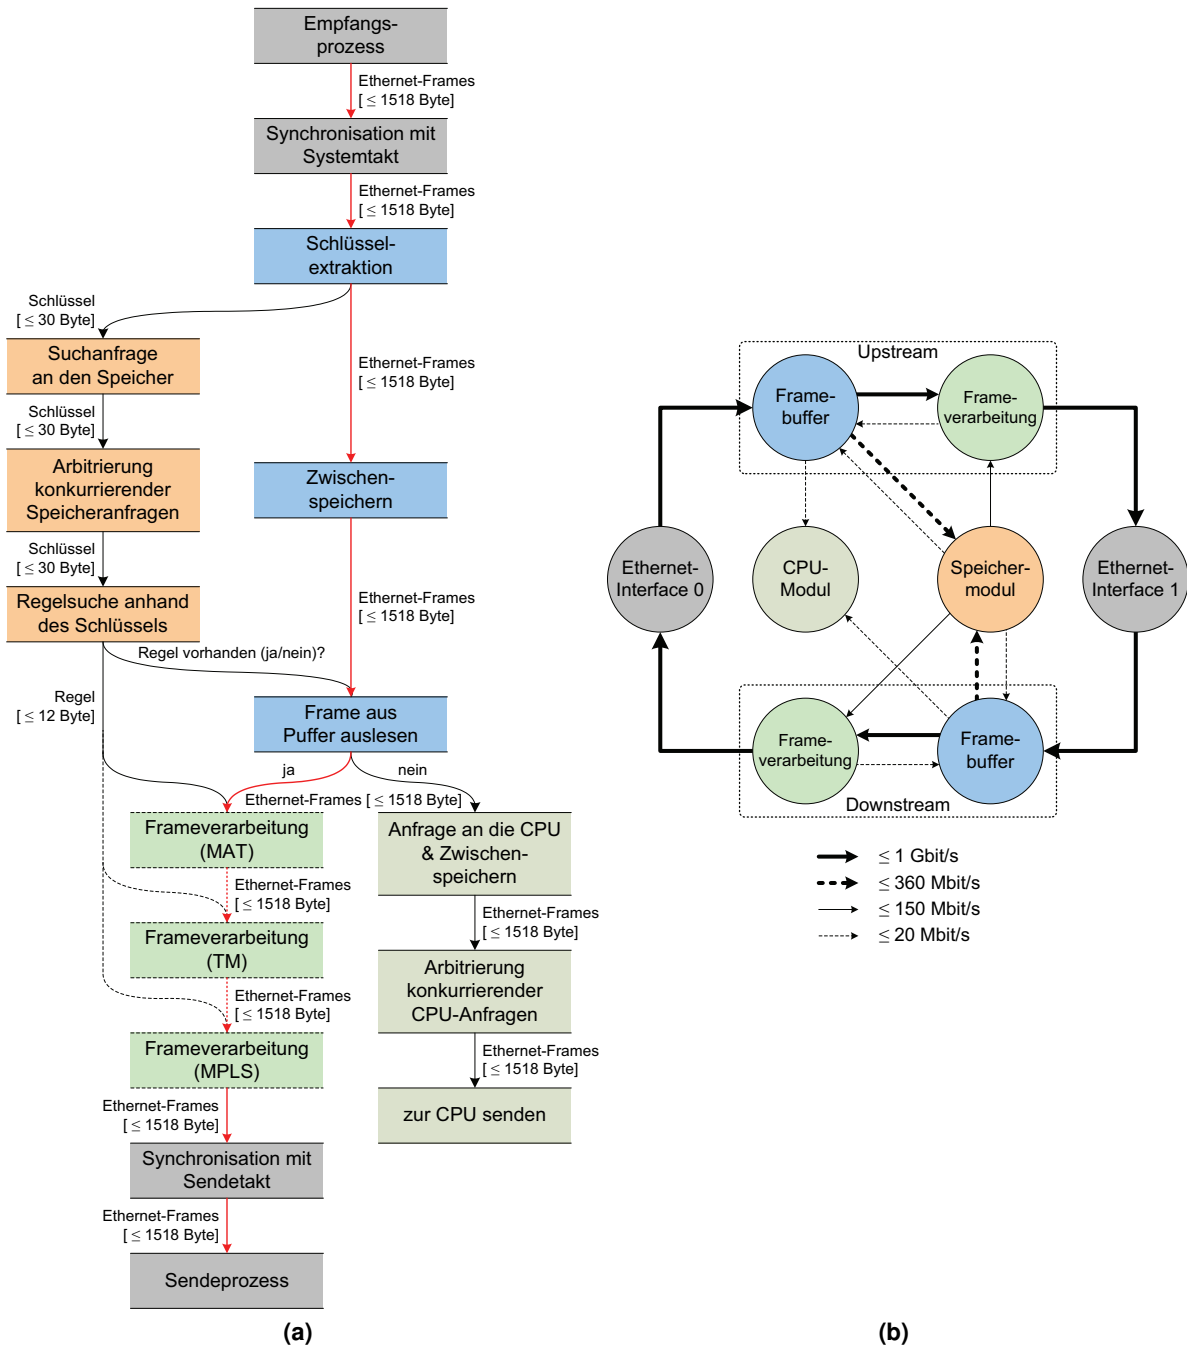 Empfangs-
prozess
Ethernet-Frames
[ ≤ 1518 Byte]
Synchronisation mit
Systemtakt
Ethernet-Frames
[ ≤ 1518 Byte]
Schlüssel-
extraktion
Schlüssel
[ ≤ 30 Byte]
Suchanfrage
an den Speicher
Ethernet-Frames
[ ≤ 1518 Byte]
Schlüssel
[ ≤ 30 Byte]
Arbitrierung
konkurrierender
Speicheranfragen
Zwischen-
speichern
Schlüssel
[ ≤ 30 Byte]
Regelsuche anhand
des Schlüssels
Ethernet-Frames
[ ≤ 1518 Byte]
Regel vorhanden (ja/nein)?
Regel
[ ≤ 12 Byte]
Frame aus
Puffer auslesen
ja
nein
Ethernet-Frames [ ≤ 1518 Byte]
Frameverarbeitung
(MAT)
Anfrage an die CPU
& Zwischen-
speichern
Ethernet-Frames
[ ≤ 1518 Byte]
Ethernet-Frames
[ ≤ 1518 Byte]
Frameverarbeitung
(TM)
Arbitrierung
konkurrierender
CPU-Anfragen
Ethernet-Frames
[ ≤ 1518 Byte]
Frameverarbeitung
(MPLS)
Ethernet-Frames
[ ≤ 1518 Byte]
zur CPU senden
Ethernet-Frames
[ ≤ 1518 Byte]
Synchronisation mit
Sendetakt
Ethernet-Frames
[ ≤ 1518 Byte]
Sendeprozess
(a)
Upstream
Frame-
buffer
Frame-
verarbeitung
Ethernet-
Interface 0
CPU-
Modul
Speicher-
modul
Ethernet-
Interface 1
Frame-
verarbeitung
Frame-
buffer
Downstream
≤ 1 Gbit/s
≤ 360 Mbit/s
≤ 150 Mbit/s
≤ 20 Mbit/s
(b)